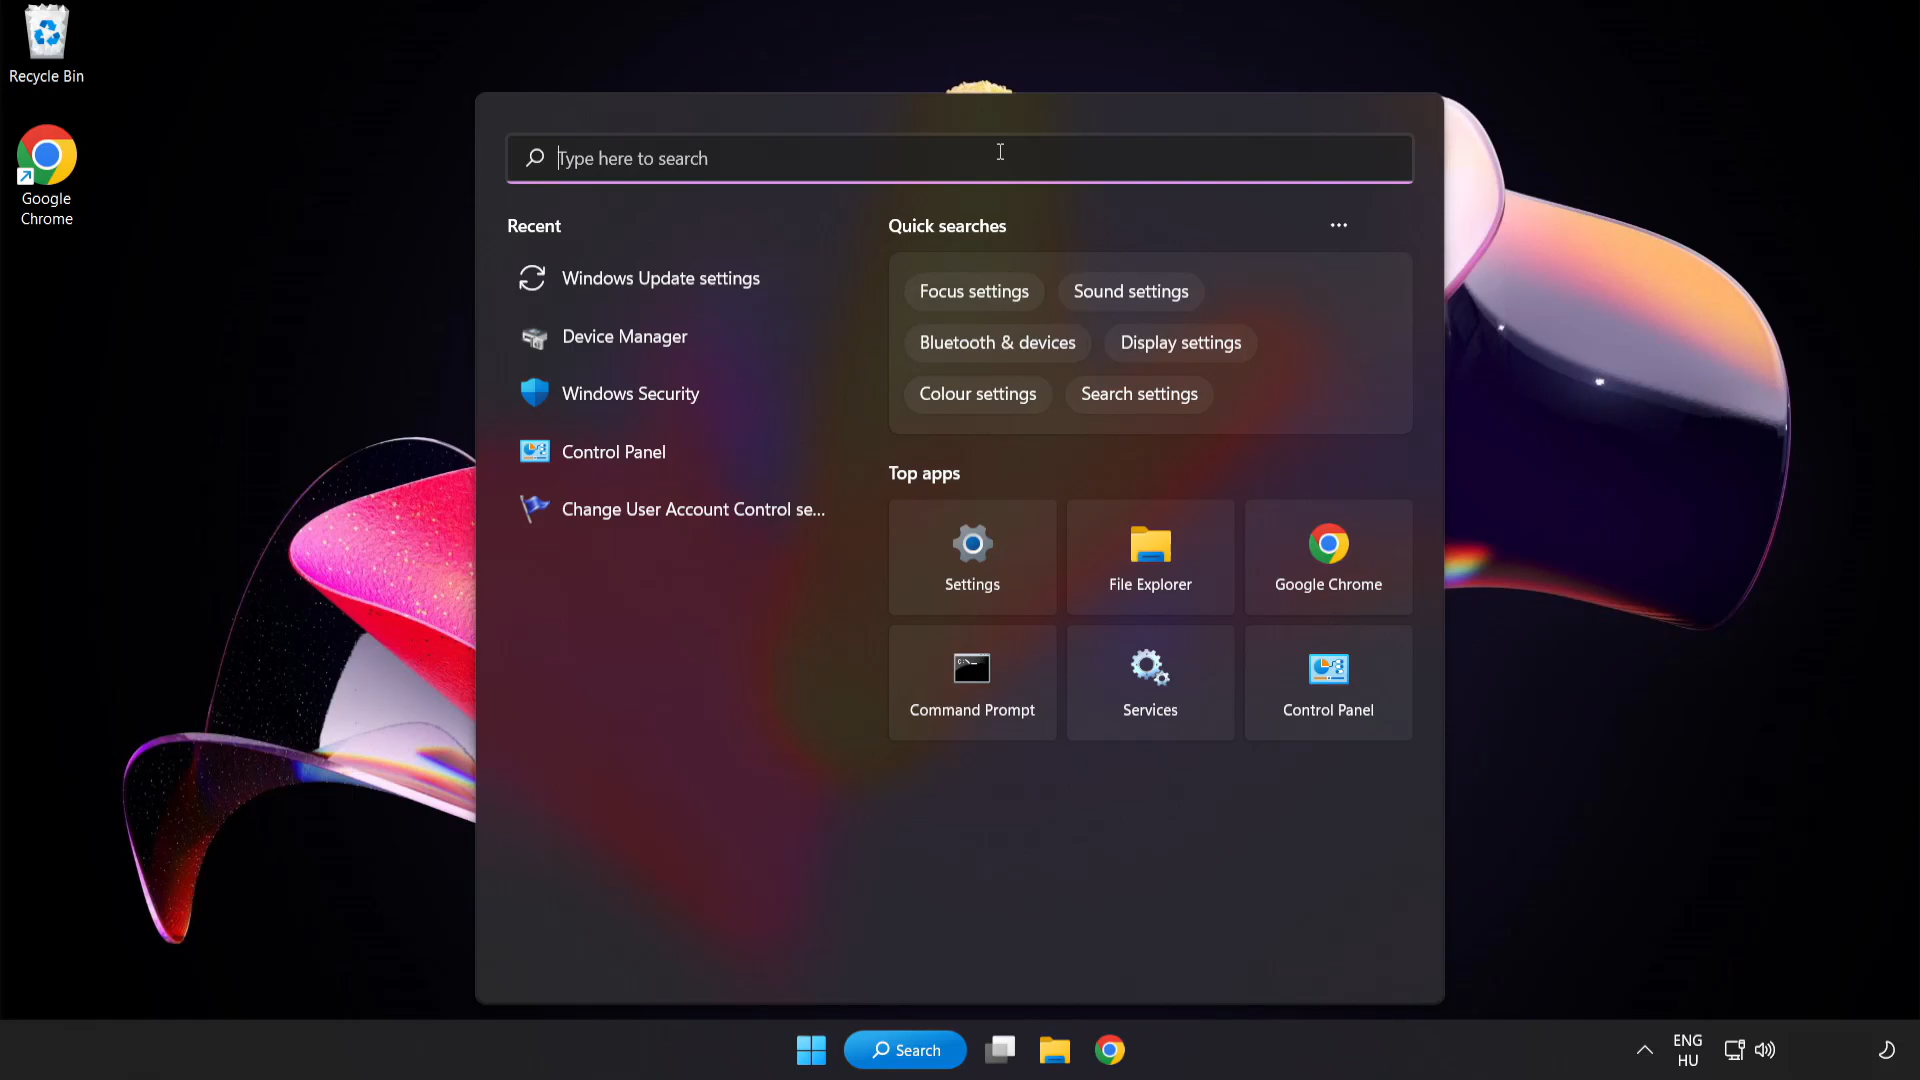 Recycle Bin
Google
Chrome
Type here to search
Recent
Windows Update settings
Device Manager
Windows Security
Control Panel
Change User Account Control se...
Quick searches
Focus settings
Sound settings
Bluetooth & devices
Display settings
Colour settings
Search settings
Top apps
Settings
File Explorer
Google Chrome
Command Prompt
Services
Control Panel
Search
ENG
HU